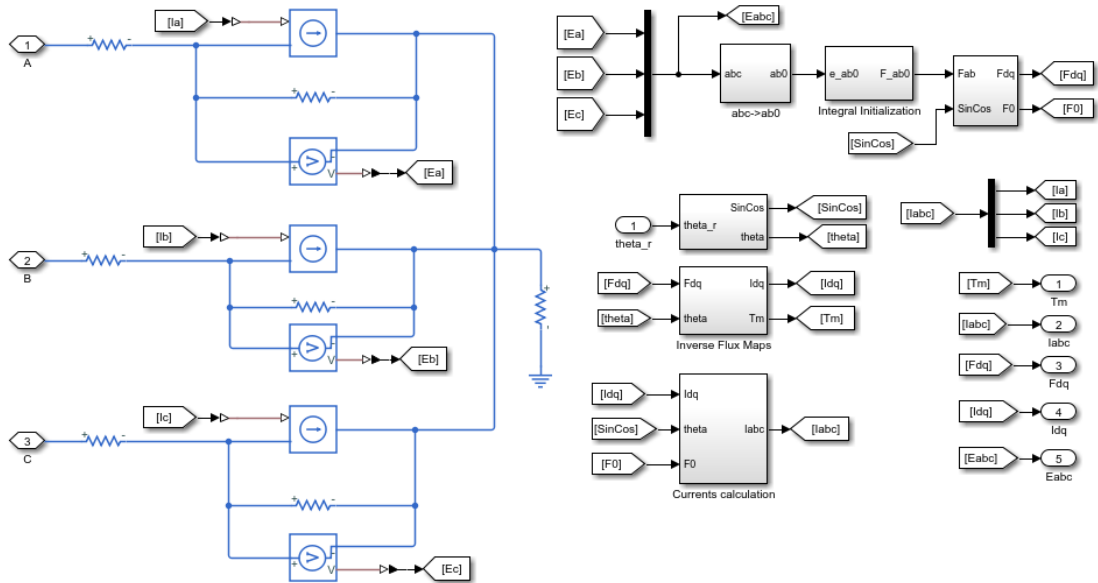 [Ia]
+ -
1
A
+ -
+
V
[Ea]
[Ib]
+ -
2
B
+ -
+
V
[Eb]
+
-
[Ic]
+ -
3
C
+ -
+
V
[Ec]
[Ea]
[Eb]
[Ec]
[Eabc]
abc ab0
abc->ab0
e_ab0 F_ab0
Integral Initialization
Fab Fdq
SinCos F0
[Fdq]
[F0]
[SinCos]
1
theta_r
theta_r SinCos
theta
[SinCos]
[theta]
[Iabc]
[Ia]
[Ib]
[Ic]
[Fdq]
[theta]
Fdq Idq
theta Tm
Inverse Flux Maps
[Idq]
[Tm]
[Idq]
[SinCos]
[F0]
Idq
theta Iabc
F0
Currents calculation
[Iabc]
[Tm]
1
Tm
[Iabc]
2
Iabc
[Fdq]
3
Fdq
[Idq]
4
Idq
[Eabc]
5
Eabc